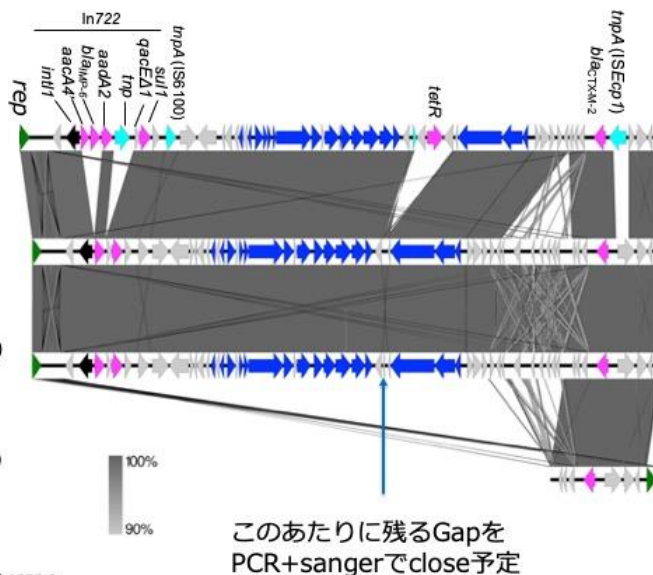 In722
rep
intI1
aacA4'
blaIMP-6
aadA2
tnp
qacEΔ1
sul1
tnpA (IS6100)
tetR
blaCTX-M-2
tnpA (ISEcp1)
100%
90%
このあたりに残るGapを
PCR+sangerでclose予定